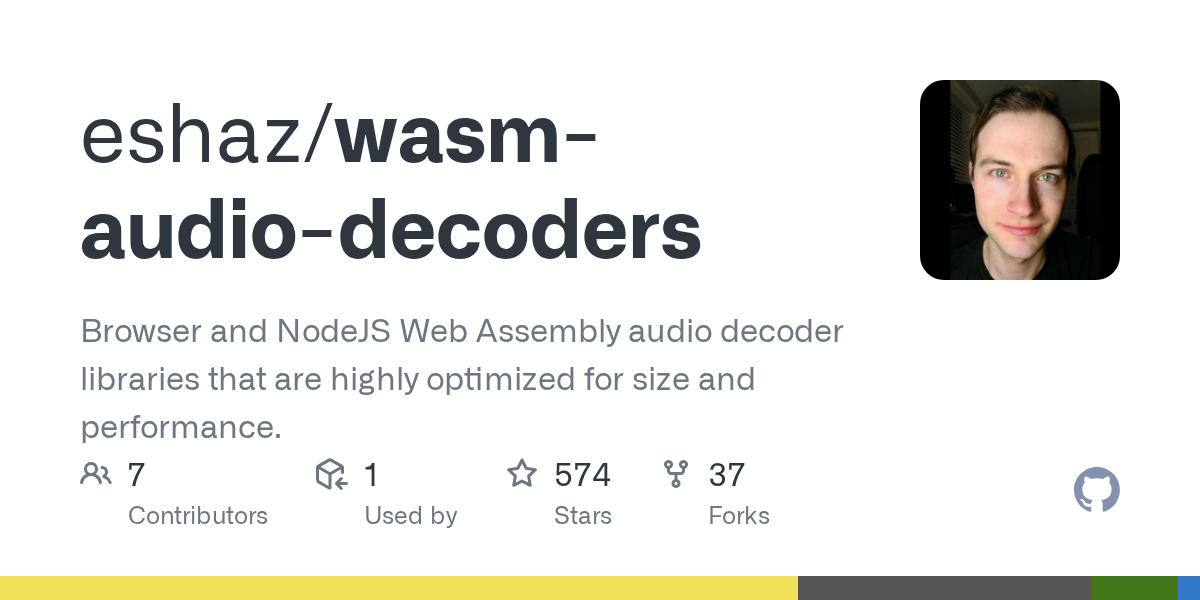 eshaz/wasm-
audio-decoders
Browser and NodeJS Web Assembly audio decoder
libraries that are highly optimized for size and
performance.
7 1 574 37
Contributors Used by Stars Forks